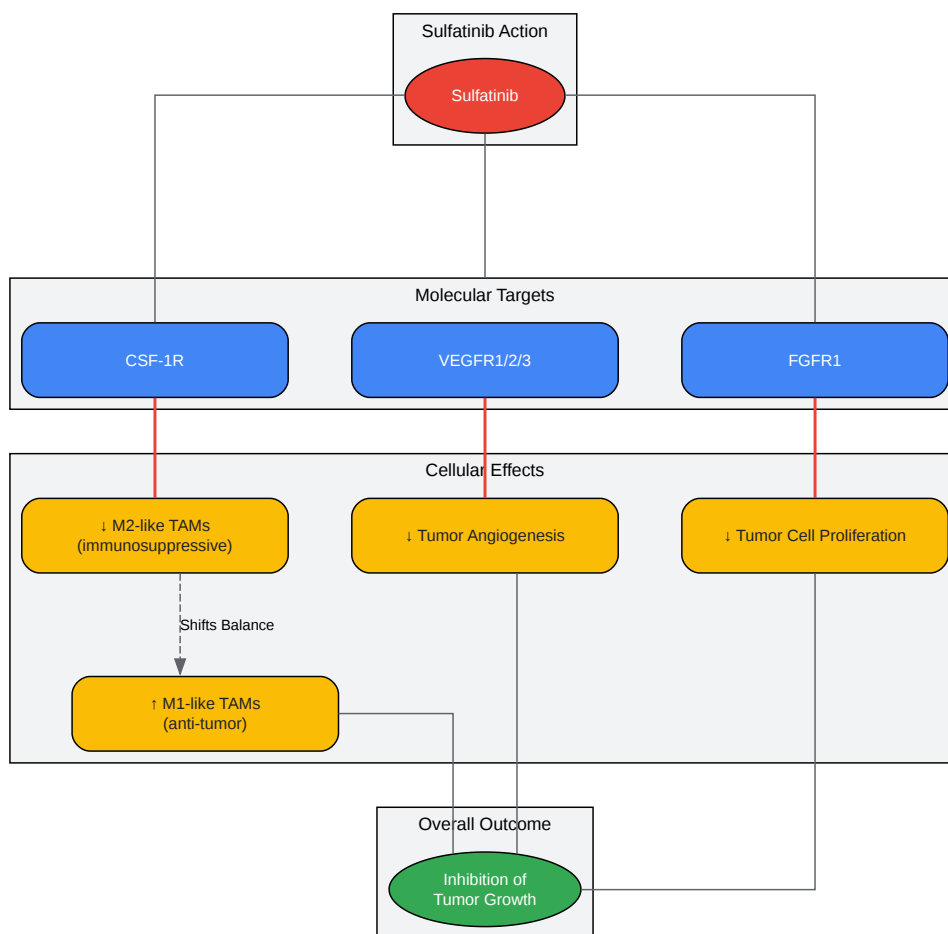 Sulfatinib Action
Sulfatinib
Molecular Targets
CSF-1R
VEGFR1/2/3
FGFR1
Cellular Effects
↓ M2-like TAMs
(immunosuppressive)
↓ Tumor Angiogenesis
↓ Tumor Cell Proliferation
Shifts Balance
↑ M1-like TAMs
(anti-tumor)
Overall Outcome
Inhibition of
Tumor Growth